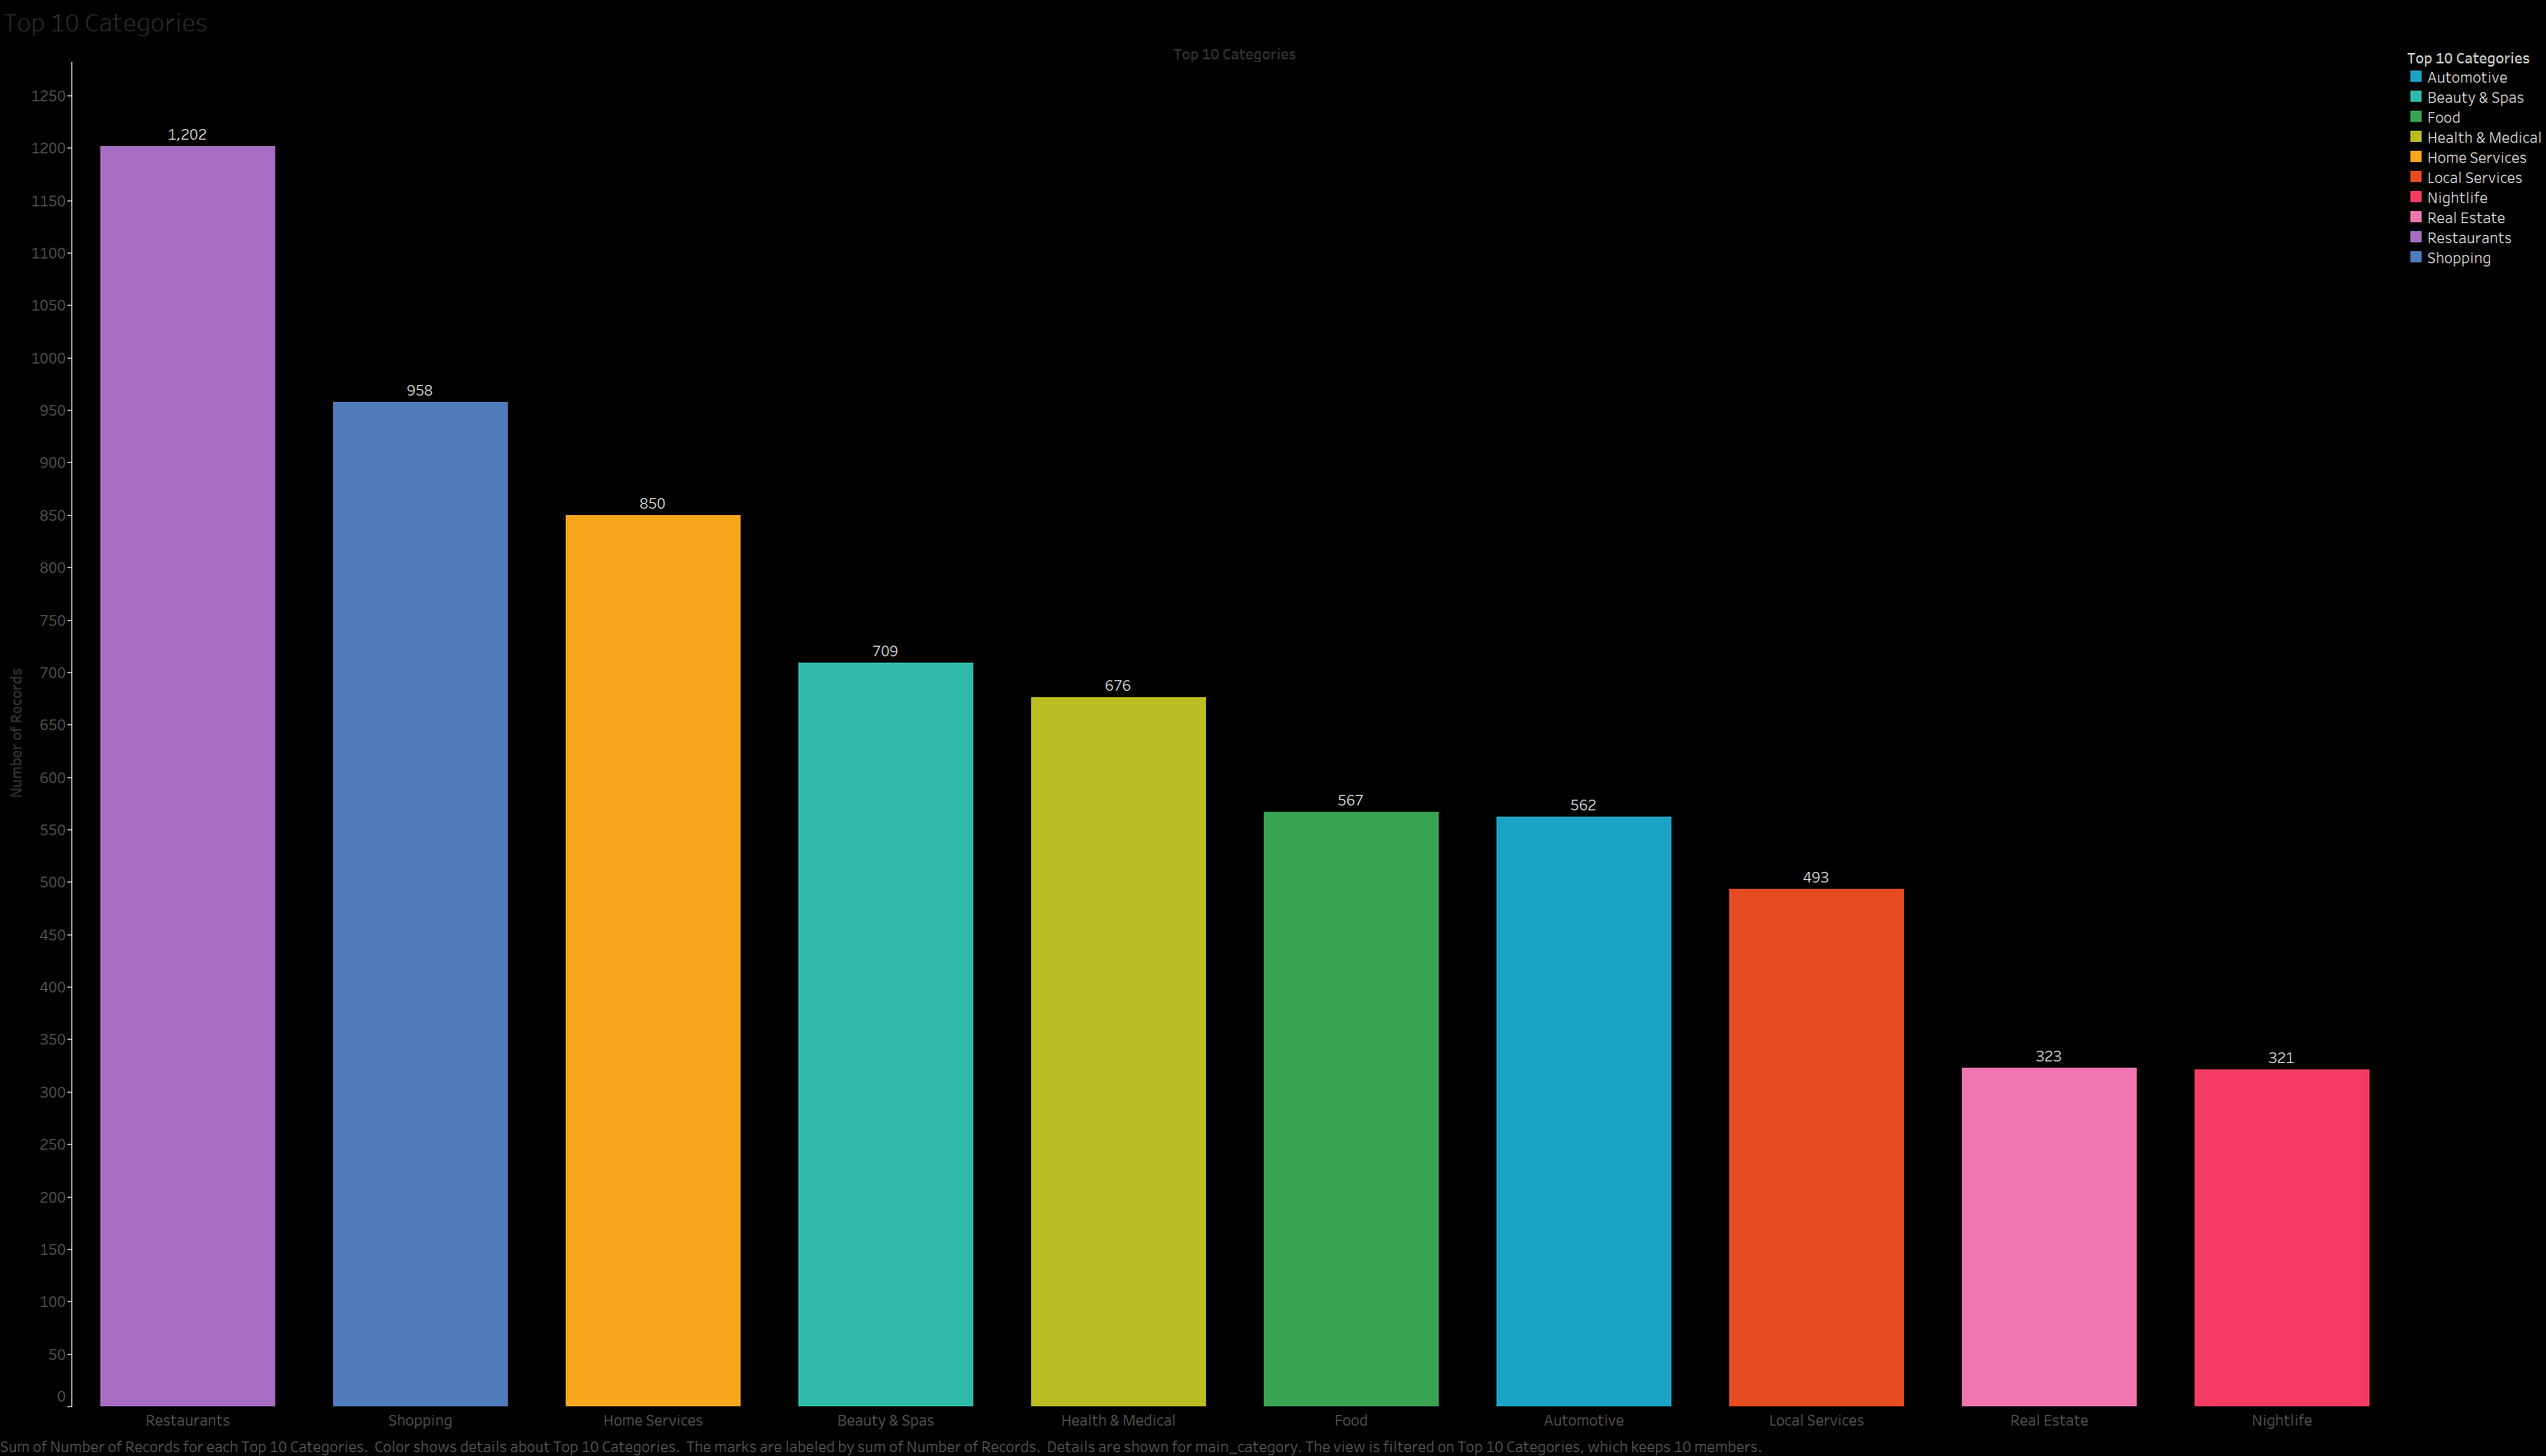 Top 10 Categories
Top 10 Categories
Top 10 Categories
Automotive
Beauty & Spas
Food
Health & Medical
Home Services
Local Services
Nightlife
Real Estate
Restaurants
Shopping
Number of Records
1250
1200
1150
1100
1050
1000
950
900
850
800
750
700
650
600
550
500
450
400
350
300
250
200
150
100
50
0
1,202
958
850
709
676
567
562
493
323
321
Restaurants Shopping Home Services Beauty & Spas Health & Medical Food Automotive Local Services Real Estate Nightlife
Sum of Number of Records for each Top 10 Categories. Color shows details about Top 10 Categories. The marks are labeled by sum of Number of Records. Details are shown for main_category. The view is filtered on Top 10 Categories, which keeps 10 members.